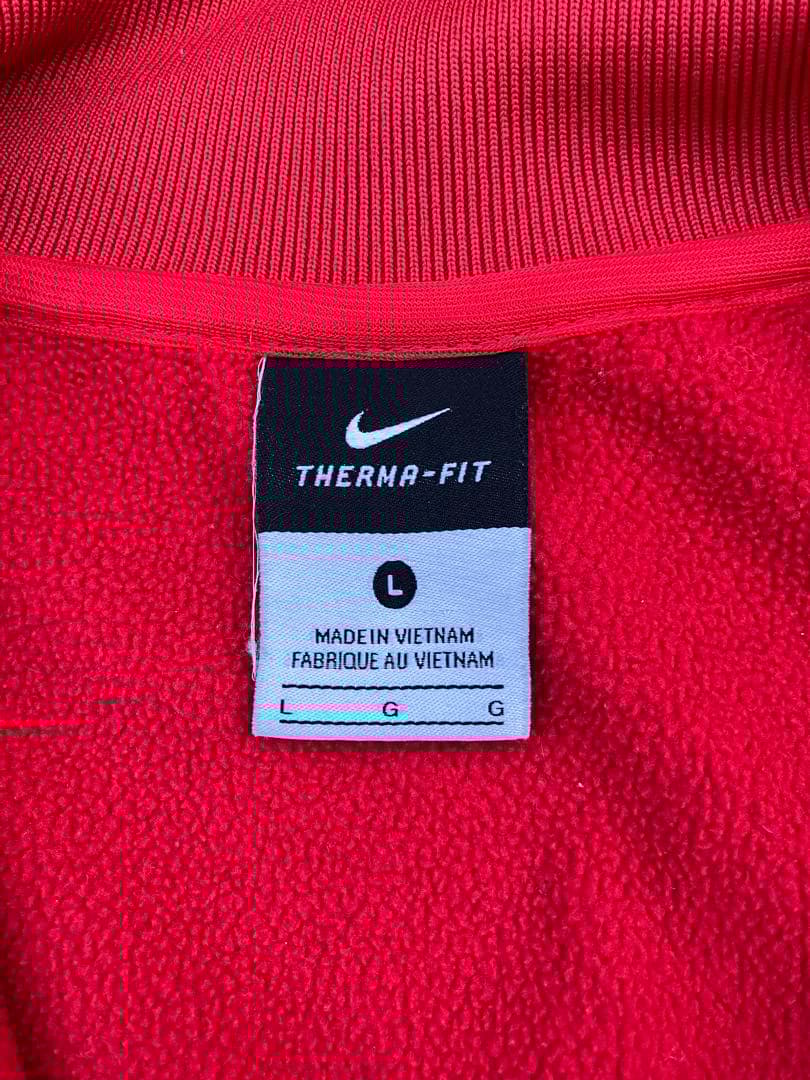 THERMA-FIT
L
MADE IN VIETNAM
FABRIQUE AU VIETNAM
L G G